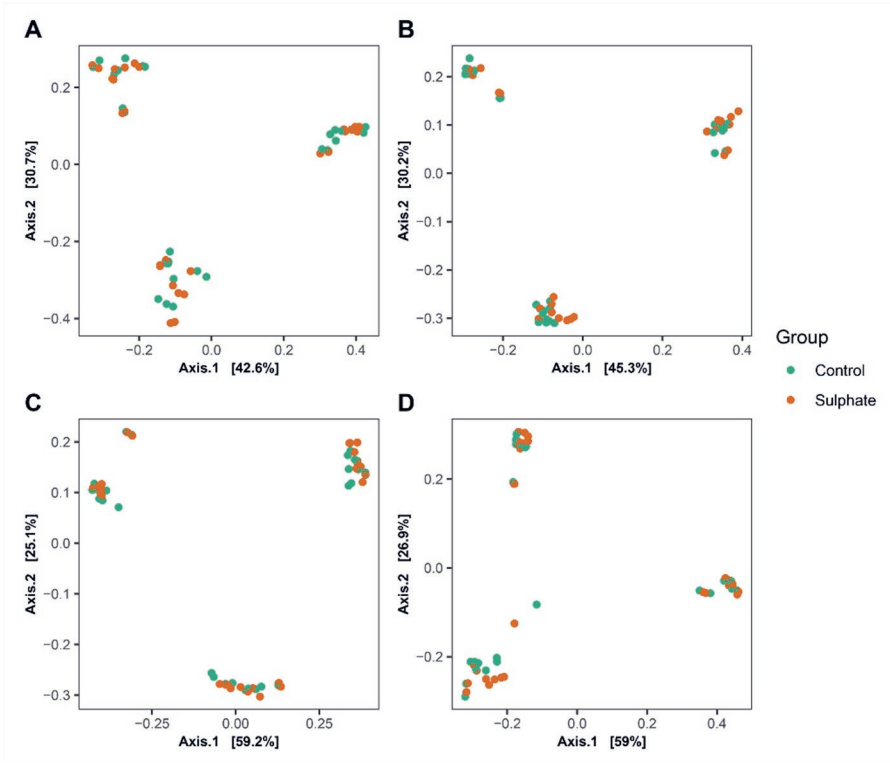 A
B
0.2
0.0
−0.2
−0.4
Axis.2 [30.7%]
−0.2
0.0
0.2
0.4
Axis.1 [42.6%]
0.2
0.1
0.0
−0.1
−0.2
−0.3
Axis.2 [30.2%]
−0.2
0.0
0.2
0.4
Axis.1 [45.3%]
Group
Control
Sulphate
C
D
0.2
0.1
0.0
−0.1
−0.2
−0.3
Axis.2 [25.1%]
−0.25
0.00
0.25
Axis.1 [59.2%]
0.2
0.0
−0.2
Axis.2 [26.9%]
−0.2
0.0
0.2
0.4
Axis.1 [59%]